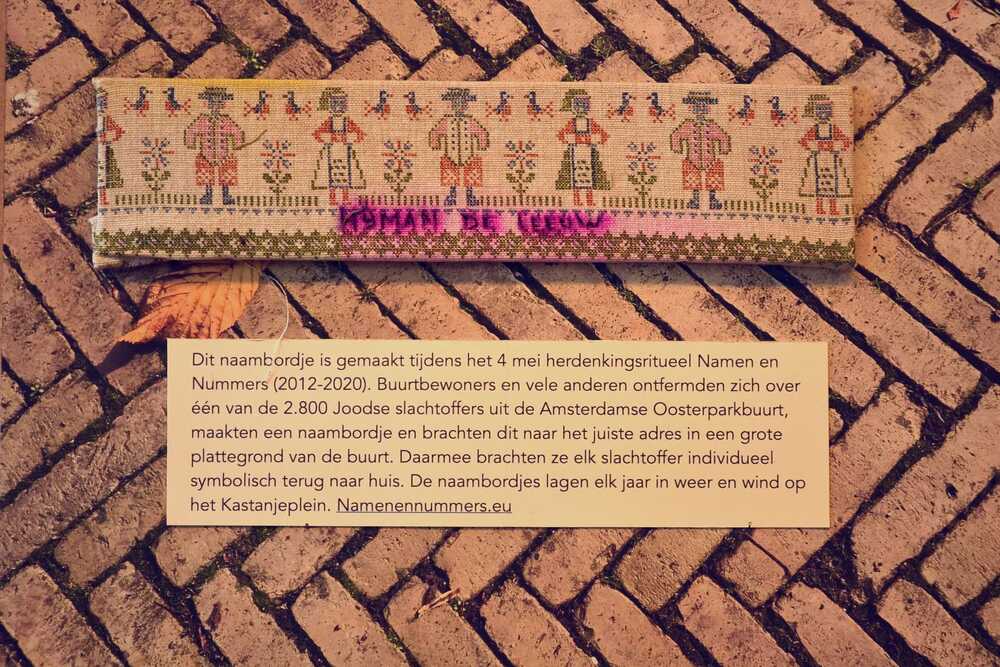 HYMAN DE LEEUW
Dit naambordje is gemaakt tijdens het 4 mei herdenkingsritueel Namen en
Nummers (2012-2020). Buurtbewoners en vele anderen ontfermden zich over
één van de 2.800 Joodse slachtoffers uit de Amsterdamse Oosterparkbuurt,
maakten een naambordje en brachten dit naar het juiste adres in een grote
plattegrond van de buurt. Daarmee brachten ze elk slachtoffer individueel
symbolisch terug naar huis. De naambordjes lagen elk jaar in weer en wind op
het Kastanjeplein. Namenennummers.eu